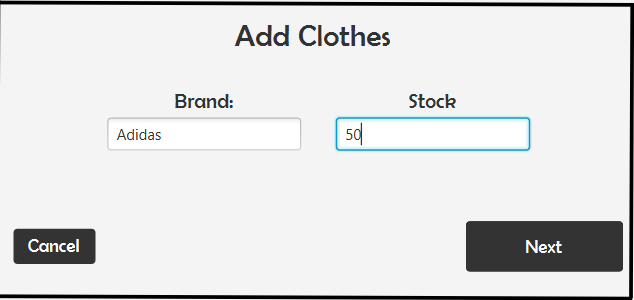 Add Clothes
Brand: Stock
Adidas 50
Cancel Next